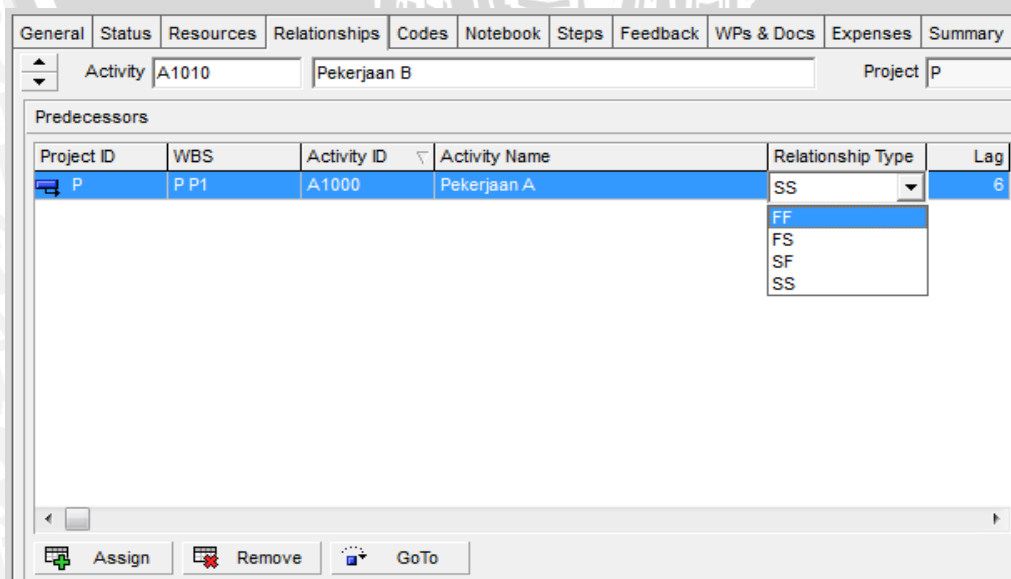 General Status Resources Relationships Codes Notebook Steps Feedback WPs & Docs Expenses Summary
Activity A1010 Pekerjaan B Project P
Predecessors
Project ID WBS Activity ID Activity Name Relationship Type Lag
P P P1 A1000 Pekerjaan A SS 6
FF
FS
SF
SS
Assign Remove GoTo